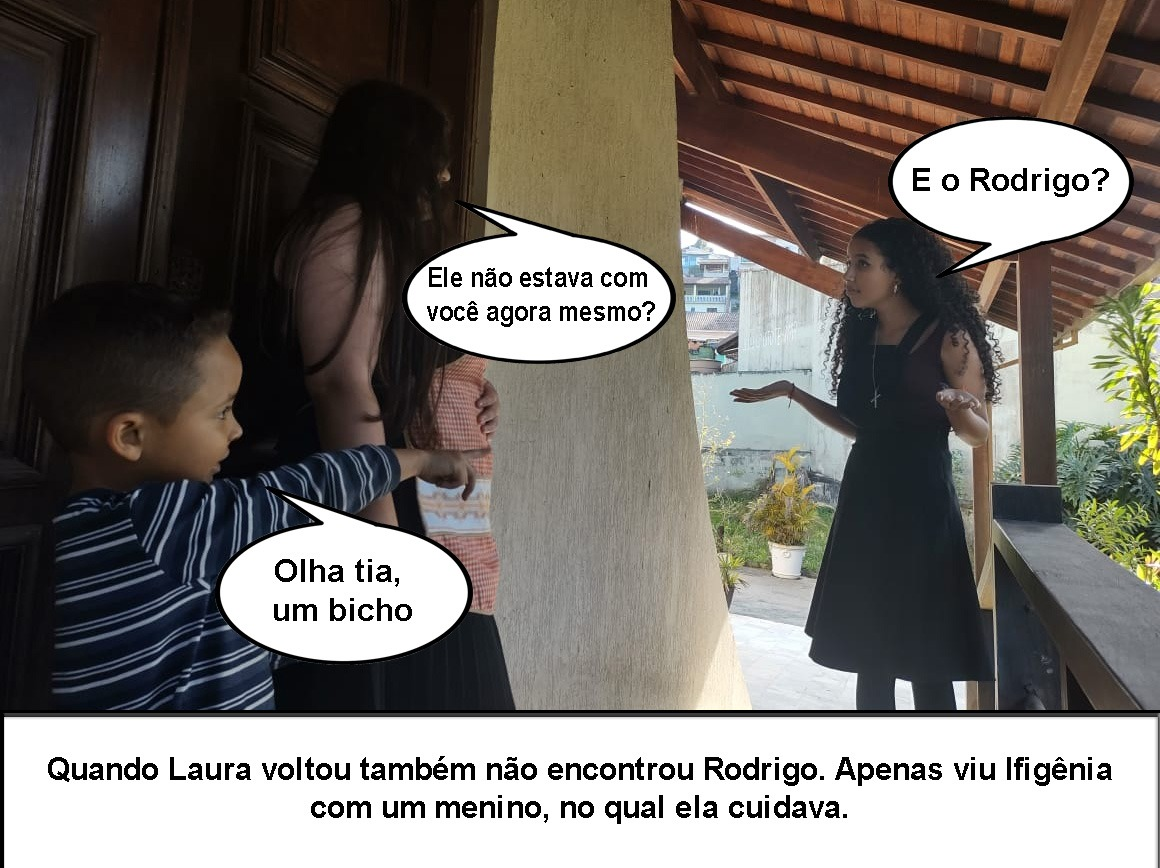 E o Rodrigo?
Ele não estava com
você agora mesmo?
Olha tia,
um bicho
Quando Laura voltou também não encontrou Rodrigo. Apenas viu Ifigênia
com um menino, no qual ela cuidava.